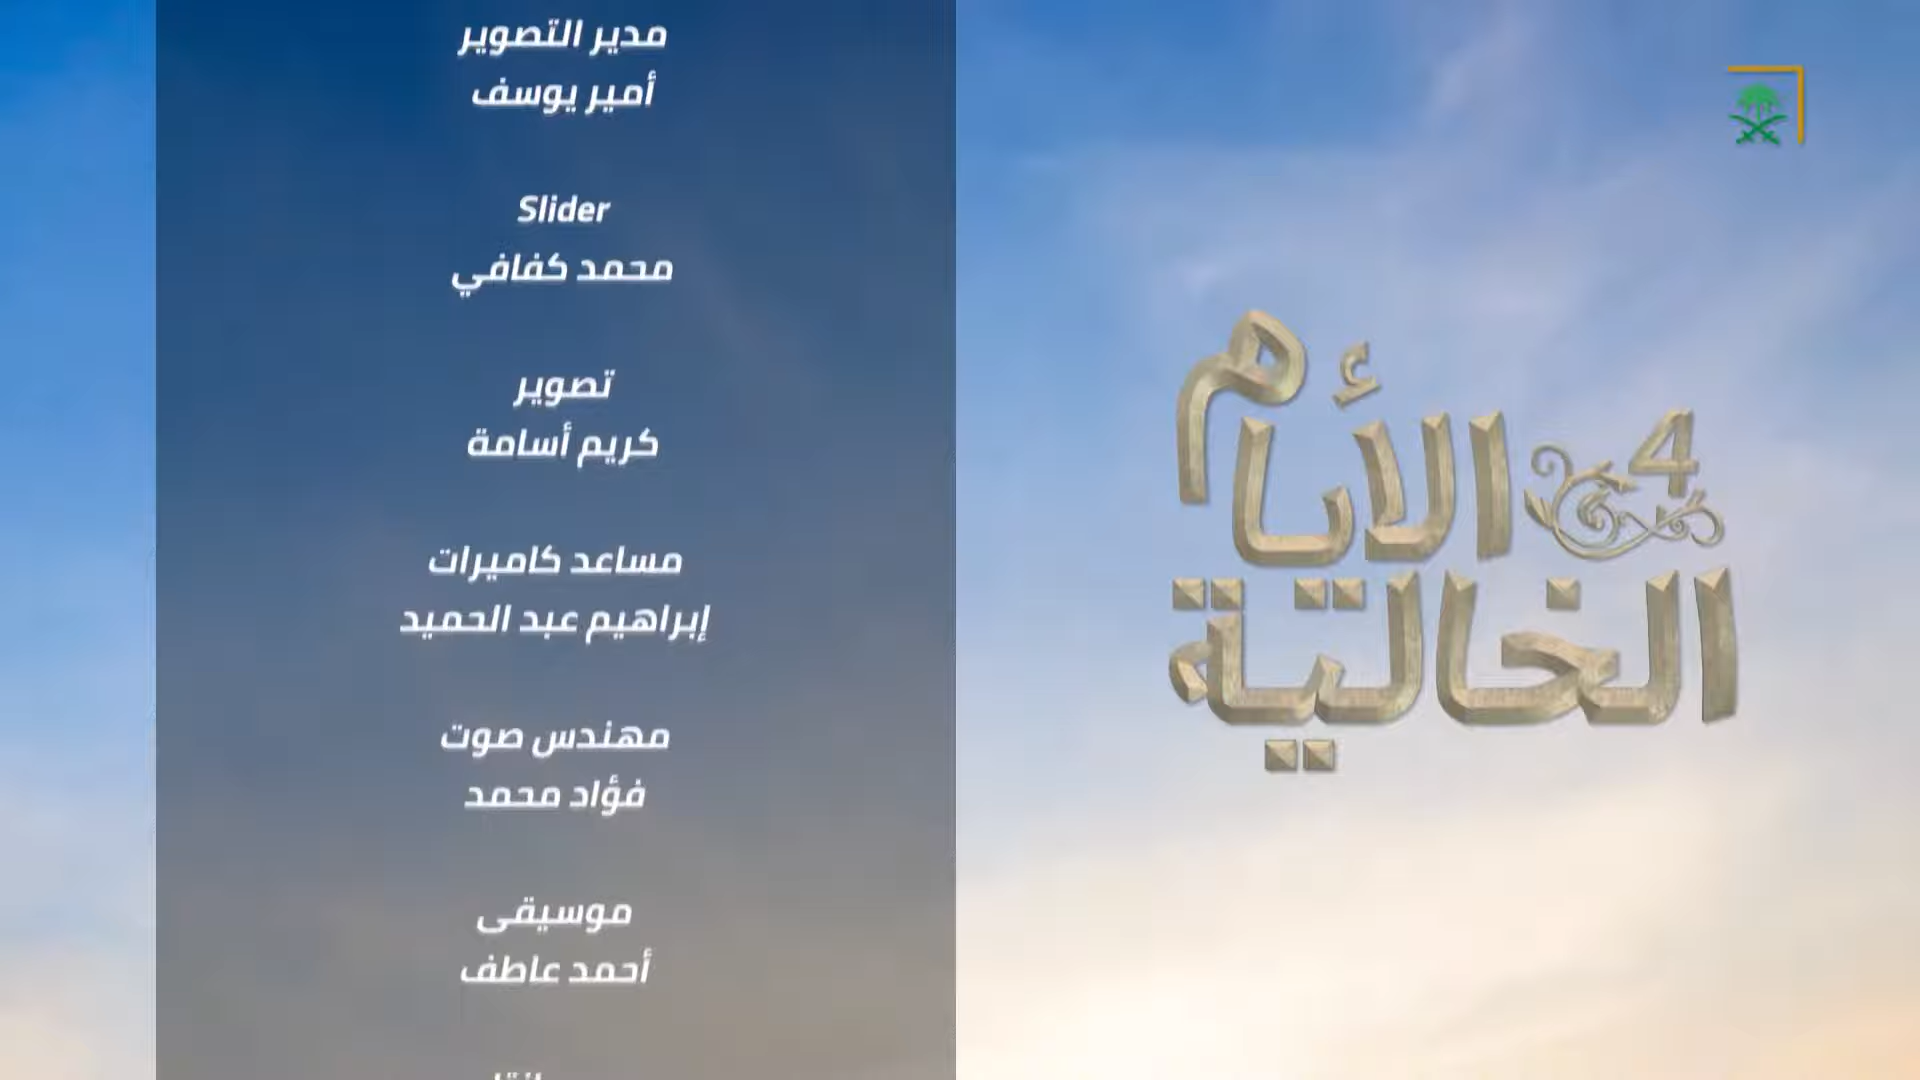 مدير التصوير
أمير يوسف
Slider
محمد كفافي
تصوير
كريم أسامة
مساعد كاميرات
إبراهيم عبد الحميد
مهندس صوت
فؤاد محمد
موسيقى
أحمد عاطف
الأيام 4
الخالية